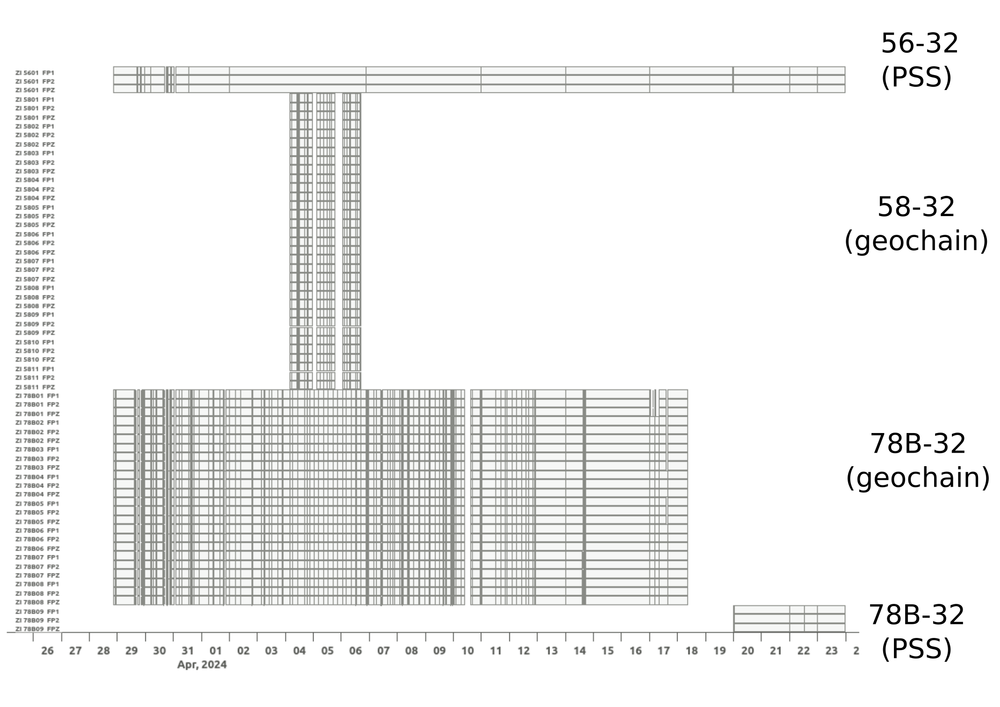 56-32
(PSS)
ZI 5601 FP1
ZI 5601 FP2
ZI 5601 FPZ
ZI 5801 FP1
ZI 5801 FP2
ZI 5801 FPZ
ZI 5802 FP1
ZI 5802 FP2
ZI 5802 FPZ
ZI 5803 FP1
ZI 5803 FP2
ZI 5803 FPZ
ZI 5804 FP1
ZI 5804 FP2
ZI 5804 FPZ
ZI 5805 FP1
ZI 5805 FP2
ZI 5805 FPZ
ZI 5806 FP1
ZI 5806 FP2
ZI 5806 FPZ
ZI 5807 FP1
ZI 5807 FP2
ZI 5807 FPZ
ZI 5808 FP1
ZI 5808 FP2
ZI 5808 FPZ
ZI 5809 FP1
ZI 5809 FP2
ZI 5809 FPZ
ZI 5810 FP1
ZI 5810 FP2
ZI 5810 FPZ
ZI 5811 FP1
ZI 5811 FP2
ZI 5811 FPZ
58-32
(geochain)
ZI 78B01 FP1
ZI 78B01 FP2
ZI 78B01 FPZ
ZI 78B02 FP1
ZI 78B02 FP2
ZI 78B02 FPZ
ZI 78B03 FP1
ZI 78B03 FP2
ZI 78B03 FPZ
ZI 78B04 FP1
ZI 78B04 FP2
ZI 78B04 FPZ
ZI 78B05 FP1
ZI 78B05 FP2
ZI 78B05 FPZ
ZI 78B06 FP1
ZI 78B06 FP2
ZI 78B06 FPZ
ZI 78B07 FP1
ZI 78B07 FP2
ZI 78B07 FPZ
ZI 78B08 FP1
ZI 78B08 FP2
ZI 78B08 FPZ
78B-32
(geochain)
ZI 78B09 FP1
ZI 78B09 FP2
ZI 78B09 FPZ
78B-32
(PSS)
26 27 28 29 30 31 01 02 03 04 05 06 07 08 09 10 11 12 13 14 15 16 17 18 19 20 21 22 23 2
Apr, 2024